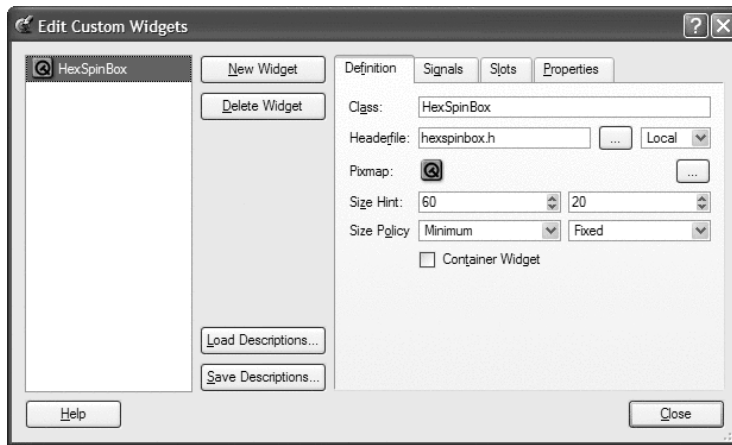 Edit Custom Widgets
HexSpinBox
New Widget
Delete Widget
Load Descriptions...
Save Descriptions...
Definition Signals Slots Properties
Class: HexSpinBox
Headerfile: hexspinbox.h ... Local
Pixmap: ...
Size Hint: 60 20
Size Policy Minimum Fixed
Container Widget
Help Close